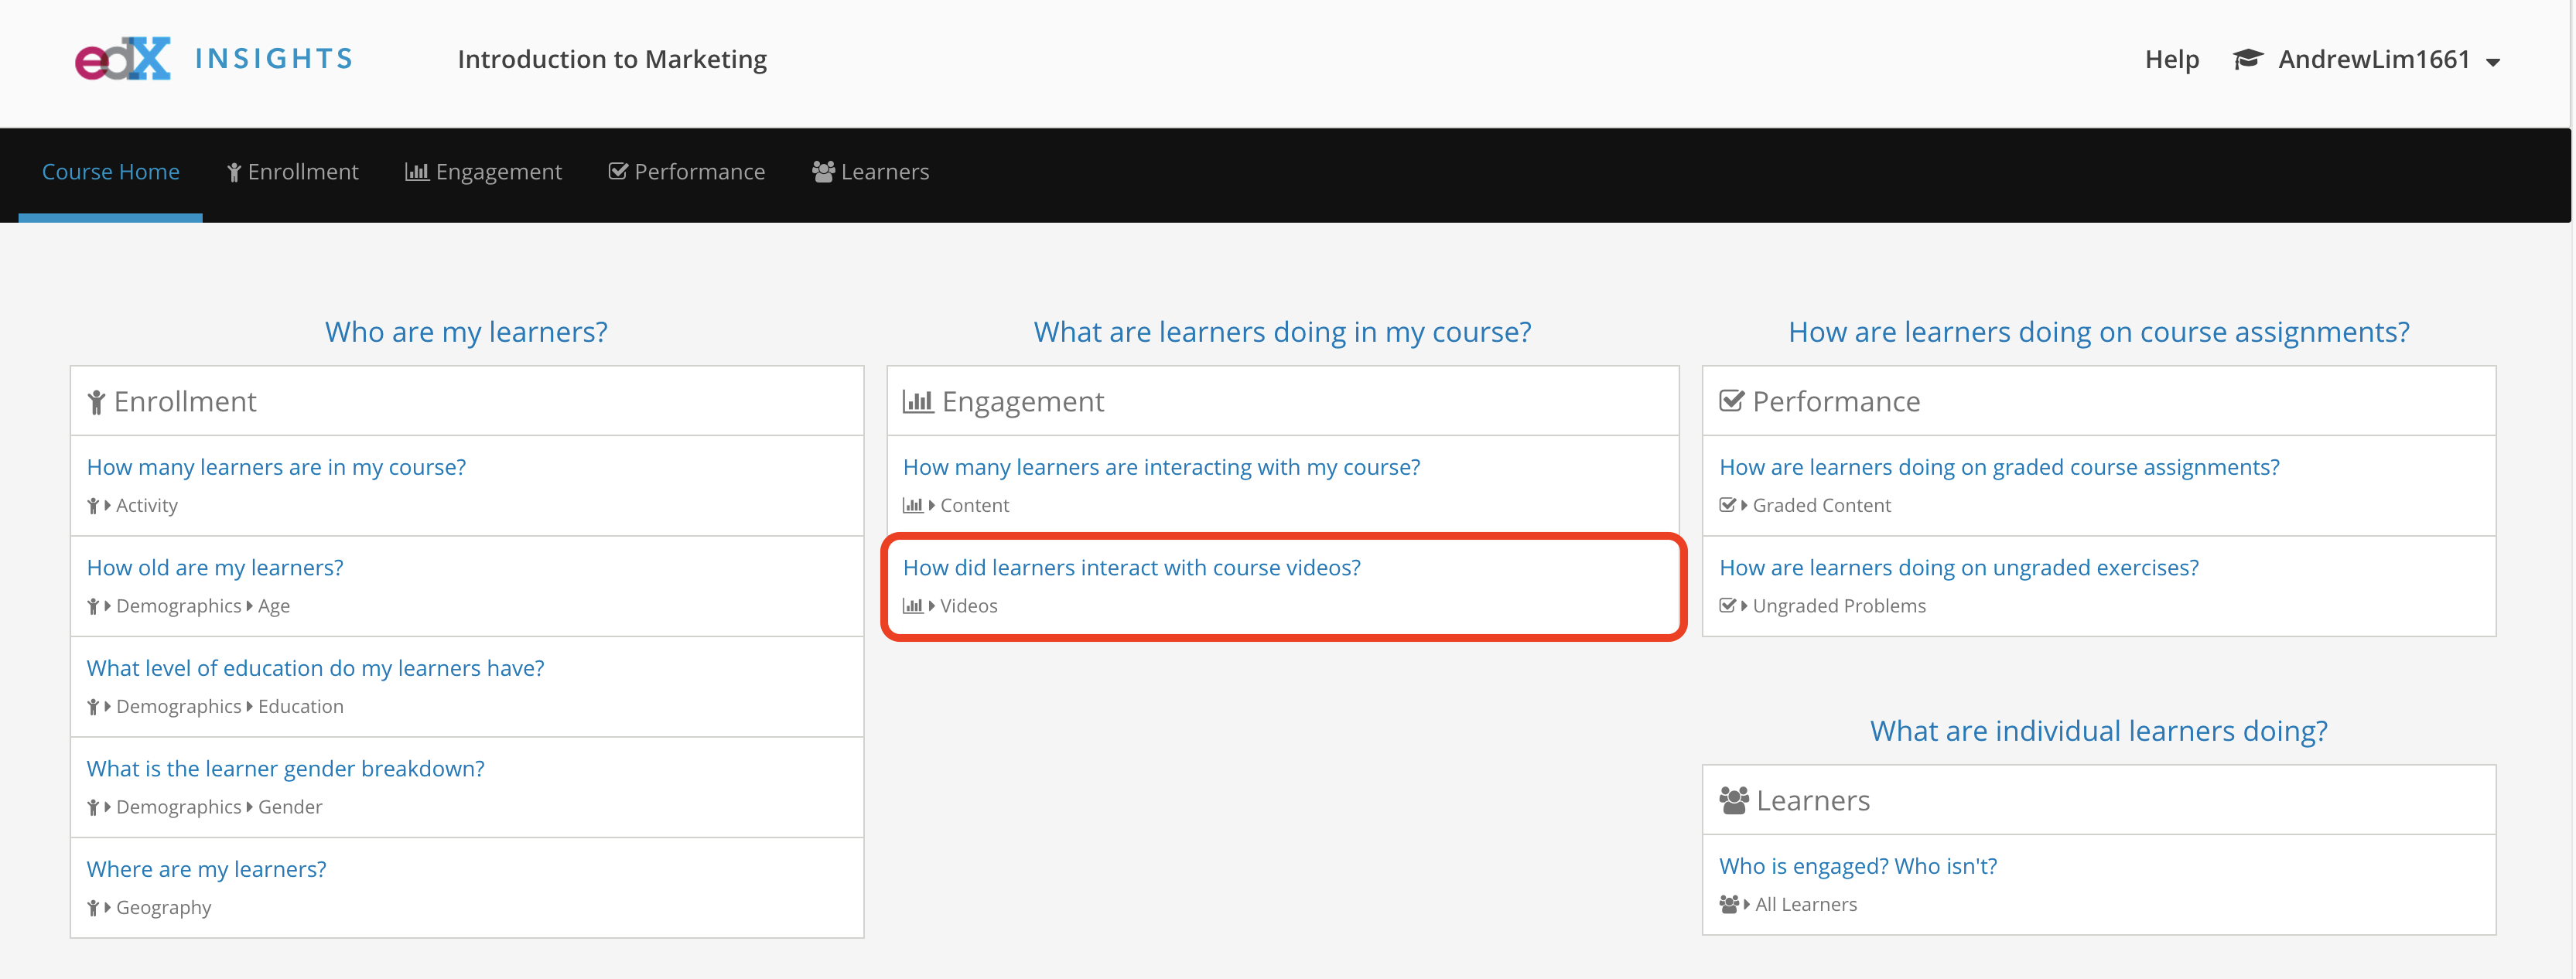 edX INSIGHTS
Introduction to Marketing
Help
AndrewLim1661
Course Home
Enrollment
Engagement
Performance
Learners
Who are my learners?
Enrollment
How many learners are in my course?
Activity
How old are my learners?
Demographics Age
What level of education do my learners have?
Demographics Education
What is the learner gender breakdown?
Demographics Gender
Where are my learners?
Geography
What are learners doing in my course?
Engagement
How many learners are interacting with my course?
Content
How did learners interact with course videos?
Videos
How are learners doing on course assignments?
Performance
How are learners doing on graded course assignments?
Graded Content
How are learners doing on ungraded exercises?
Ungraded Problems
What are individual learners doing?
Learners
Who is engaged? Who isn't?
All Learners